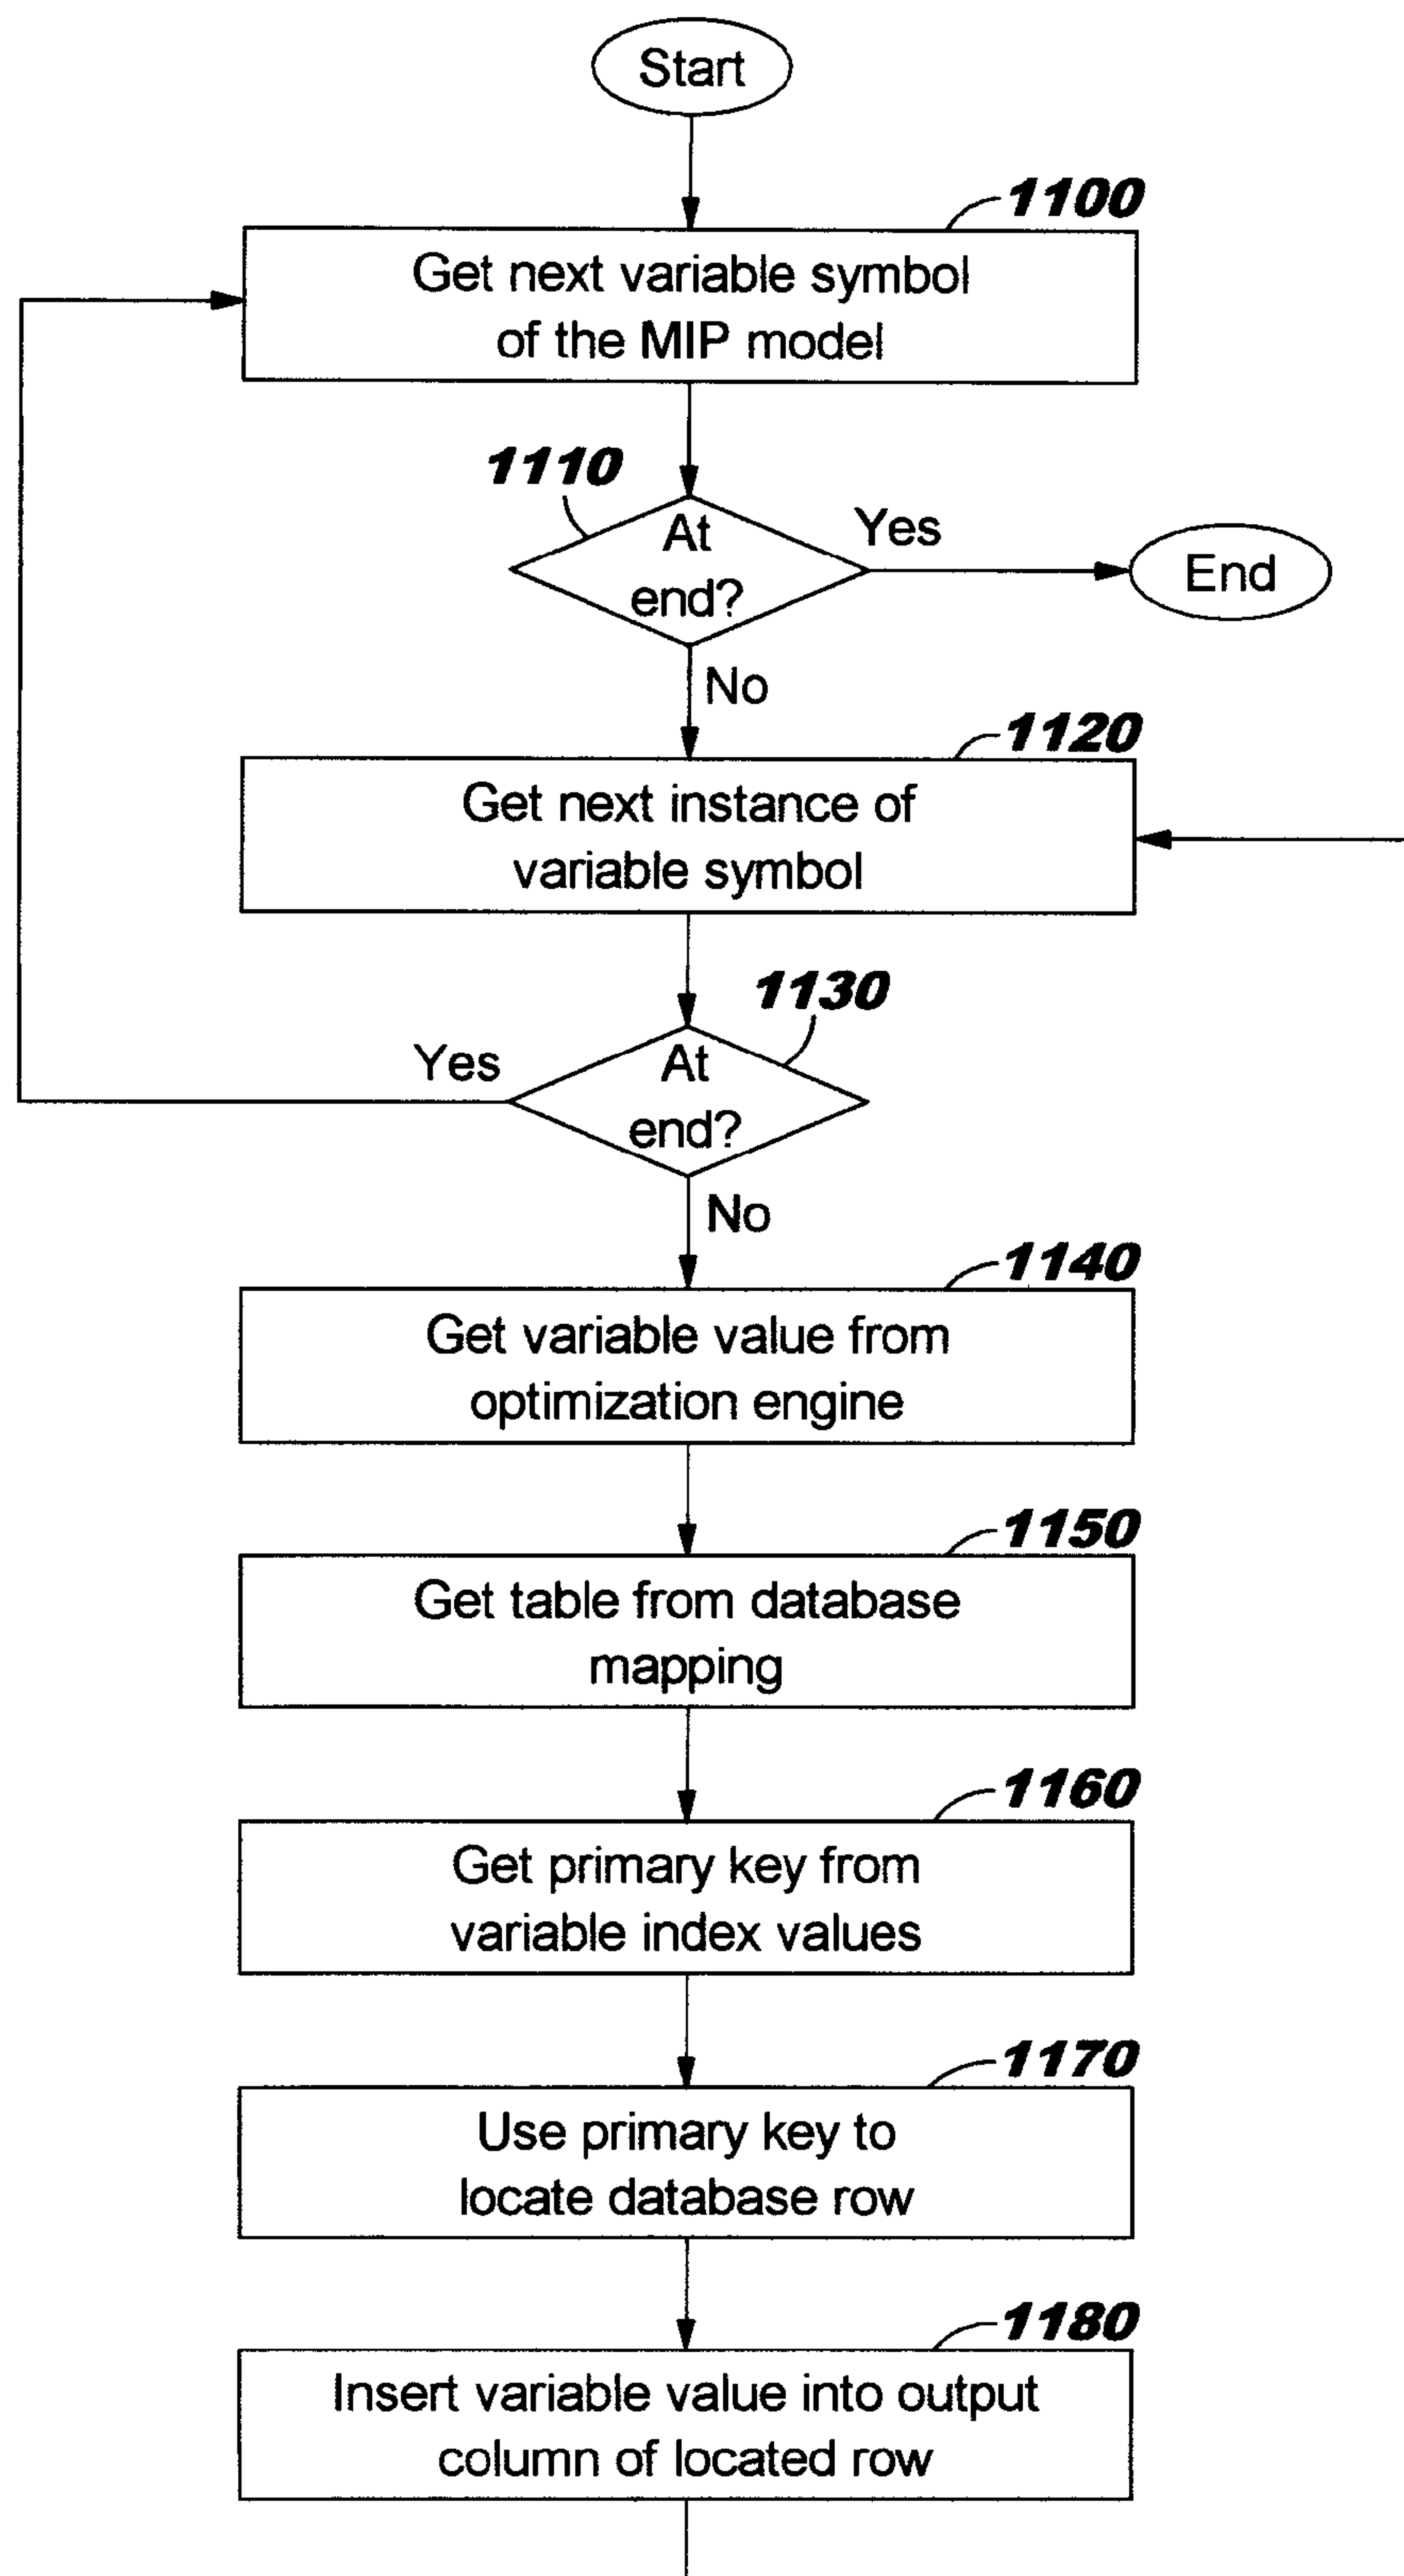 Start
1100
Get next variable symbol
of the MIP model
1110
At
end?
Yes
End
No
1120
Get next instance of
variable symbol
1130
Yes
At
end?
No
1140
Get variable value from
optimization engine
1150
Get table from database
mapping
1160
Get primary key from
variable index values
1170
Use primary key to
locate database row
1180
Insert variable value into output
column of located row